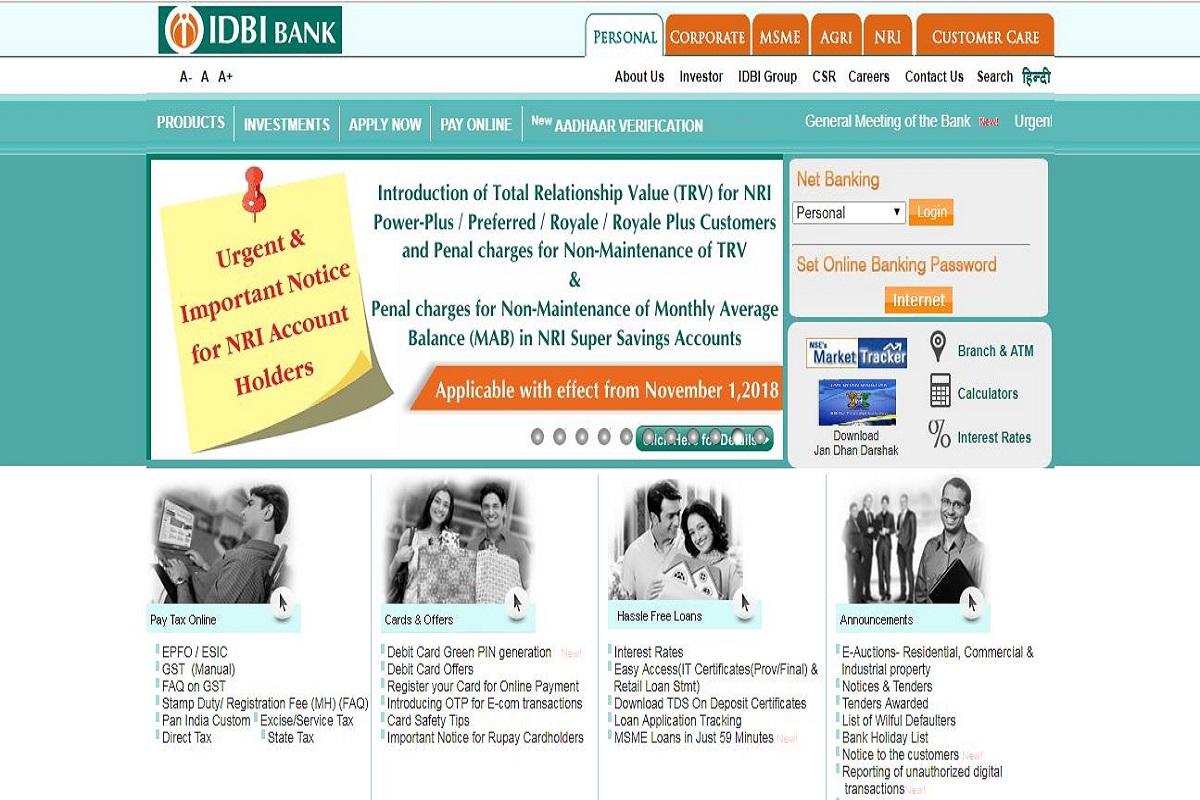 IDBI BANK
PERSONAL CORPORATE MSME AGRI NRI CUSTOMER CARE
A- A A+
About Us Investor IDBI Group CSR Careers Contact Us Search हिन्दी
PRODUCTS INVESTMENTS APPLY NOW PAY ONLINE New AADHAAR VERIFICATION
General Meeting of the Bank New! Urgent
Urgent &
Important Notice
for NRI Account
Holders
Introduction of Total Relationship Value (TRV) for NRI
Power-Plus / Preferred / Royale / Royale Plus Customers
and Penal charges for Non-Maintenance of TRV
&
Penal charges for Non-Maintenance of Monthly Average
Balance (MAB) in NRI Super Savings Accounts
Applicable with effect from November 1,2018
Click Here for Details
Net Banking
Personal Login
Set Online Banking Password
Internet
NSE's
Market Tracker
Download
Jan Dhan Darshak
Branch & ATM
Calculators
% Interest Rates
Pay Tax Online
EPFO / ESIC
GST (Manual)
FAQ on GST
Stamp Duty/ Registration Fee (MH) (FAQ)
Pan India Custom Excise/Service Tax
Direct Tax State Tax
Cards & Offers
Debit Card Green PIN generation New!
Debit Card Offers
Register your Card for Online Payment
Introducing OTP for E-com transactions
Card Safety Tips
Important Notice for Rupay Cardholders
Hassle Free Loans
Interest Rates
Easy Access(IT Certificates(Prov/Final) &
Retail Loan Stmt)
Download TDS On Deposit Certificates
Loan Application Tracking
MSME Loans in Just 59 Minutes New!
Announcements
E-Auctions- Residential, Commercial &
Industrial property
Notices & Tenders
Tenders Awarded
List of Wilful Defaulters
Bank Holiday List
Notice to the customers New!
Reporting of unauthorized digital
transactions New!